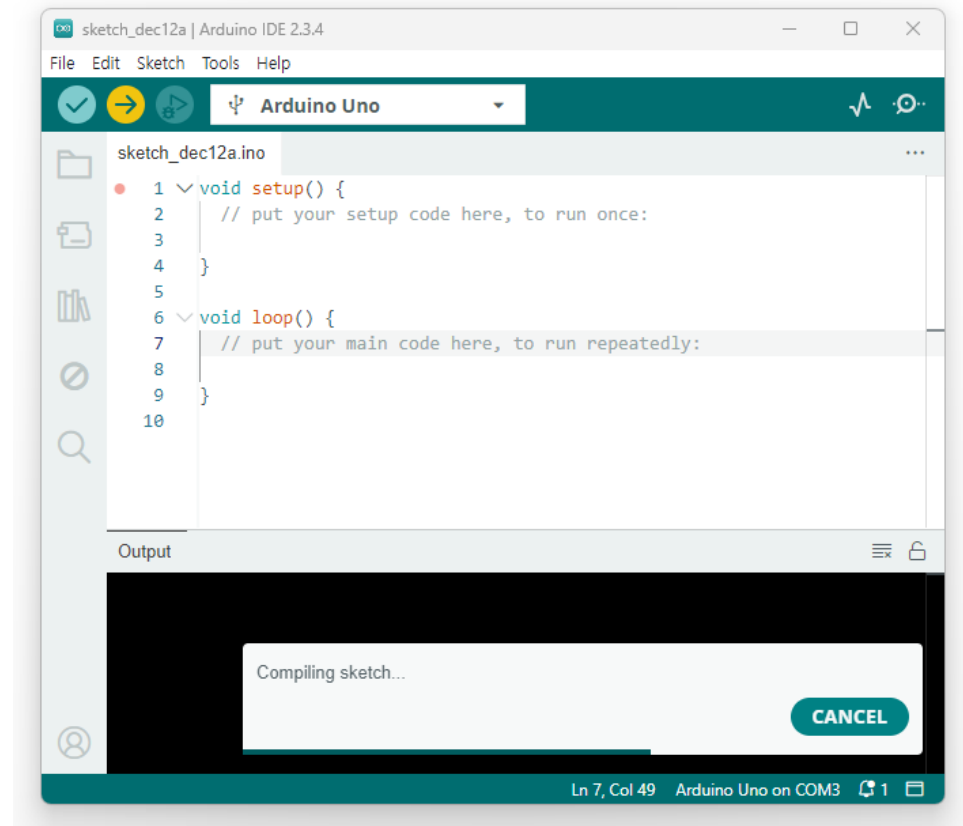 sketch_dec12a | Arduino IDE 2.3.4
File Edit Sketch Tools Help
Arduino Uno
sketch_dec12a.ino
1 void setup() {
2 // put your setup code here, to run once:
3
4 }
5
6 void loop() {
7 // put your main code here, to run repeatedly:
8
9 }
10
Output
Compiling sketch...
CANCEL
Ln 7, Col 49 Arduino Uno on COM3 1